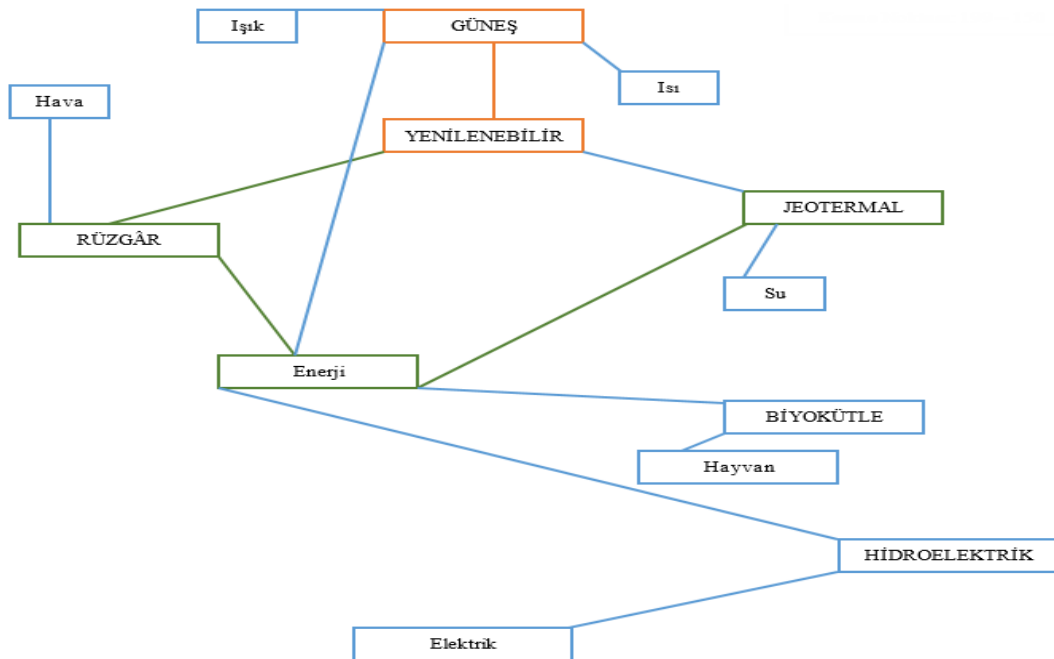 Işık
GÜNEŞ
Isı
Hava
YENİLENEBİLİR
JEOTERMAL
RÜZGÂR
Su
Enerji
BİYOKÜTLE
Hayvan
HİDROELEKTRİK
Elektrik